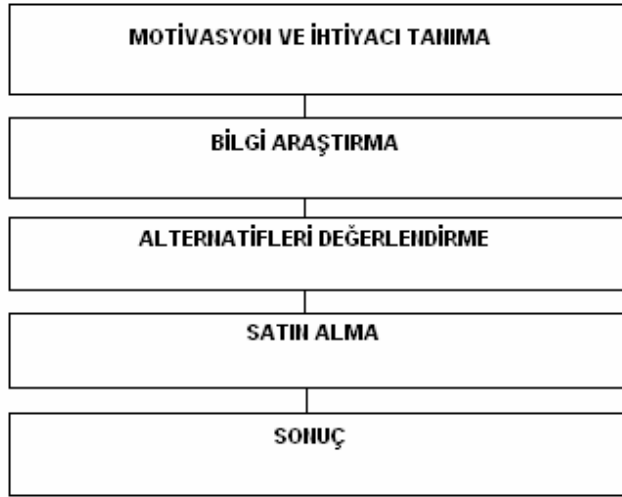 MOTİVASYON VE İHTİYACI TANIMA
BİLGİ ARAŞTIRMA
ALTERNATİFLERİ DEĞERLENDİRME
SATIN ALMA
SONUÇ